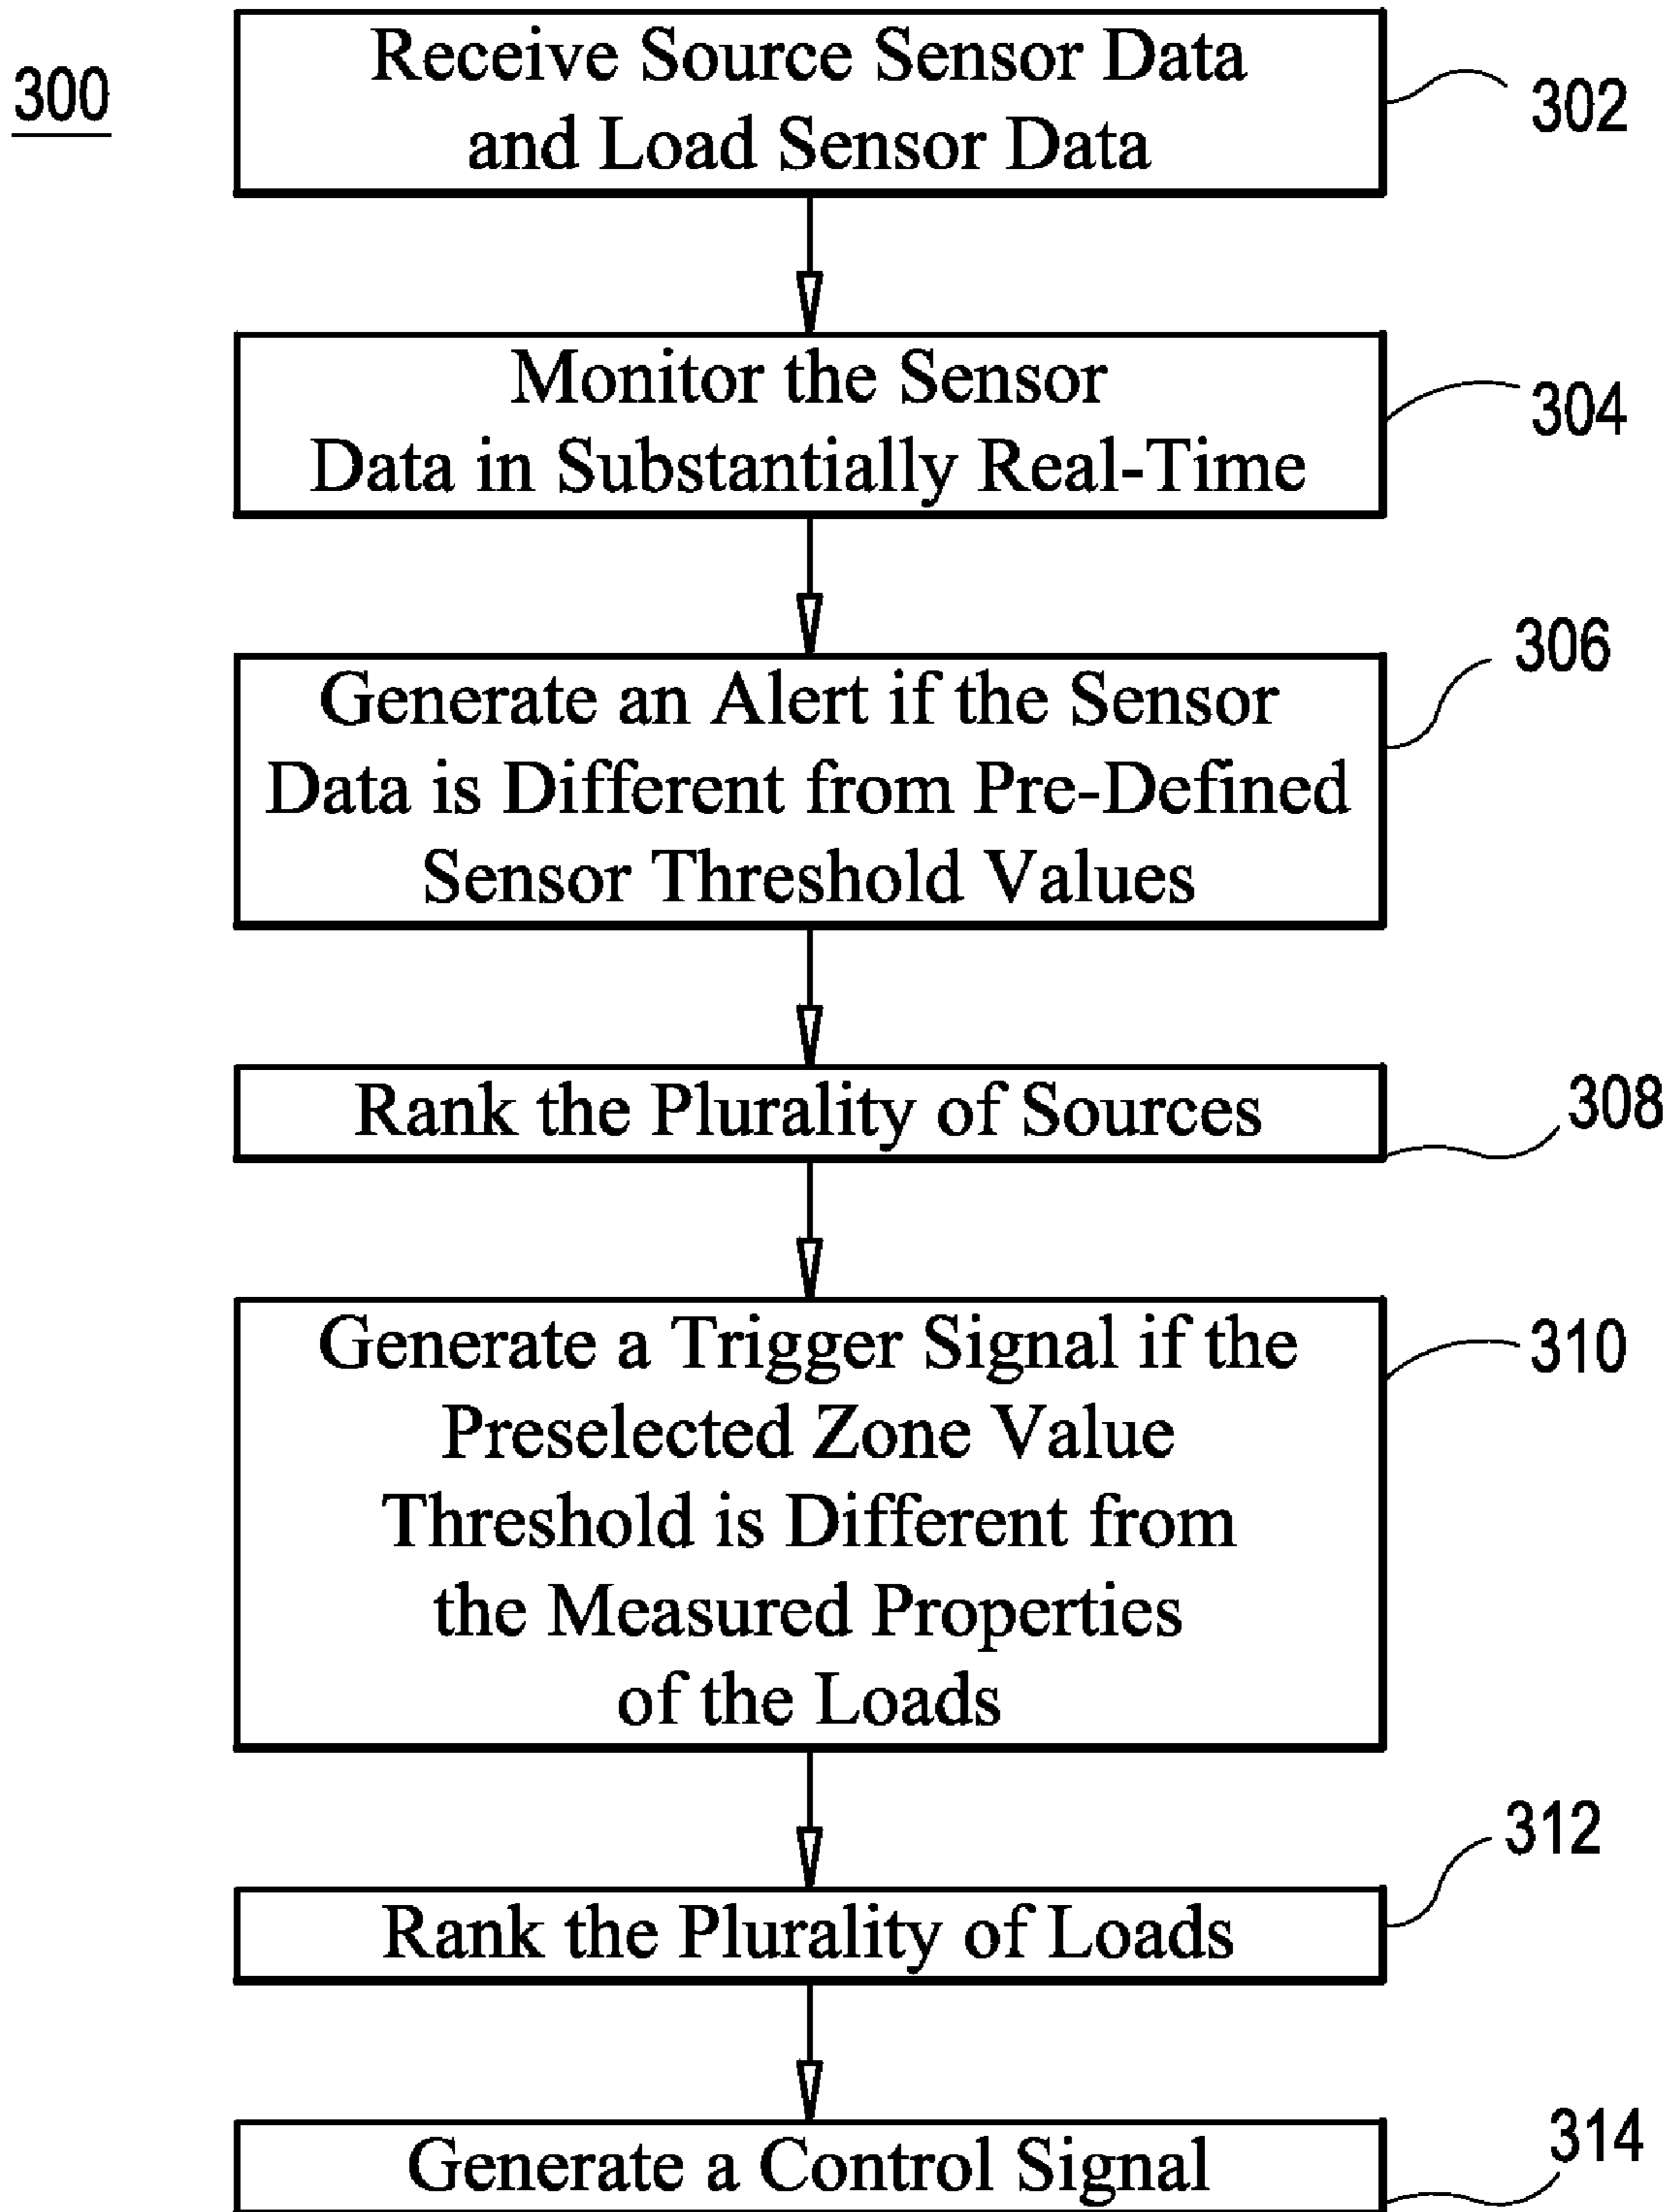 300
Receive Source Sensor Data
and Load Sensor Data
302
Monitor the Sensor
Data in Substantially Real-Time
304
Generate an Alert if the Sensor
Data is Different from Pre-Defined
Sensor Threshold Values
306
Rank the Plurality of Sources
308
Generate a Trigger Signal if the
Preselected Zone Value
Threshold is Different from
the Measured Properties
of the Loads
310
Rank the Plurality of Loads
312
Generate a Control Signal
314